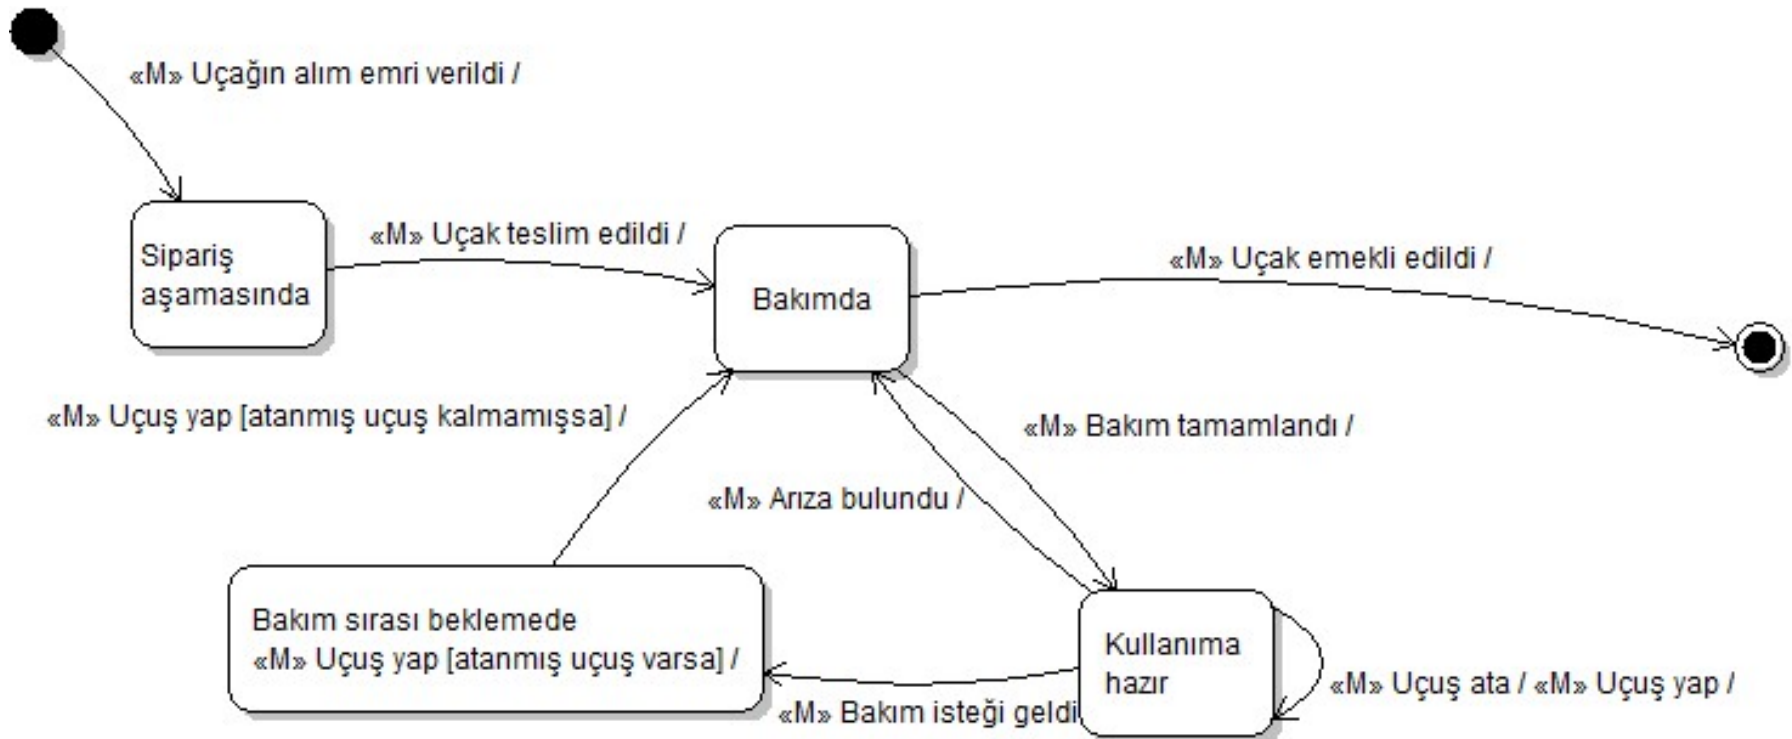 «M» Uçağın alım emri verildi /
Sipariş
aşamasında
«M» Uçak teslim edildi /
Bakımda
«M» Uçak emekli edildi /
«M» Uçuş yap [atanmış uçuş kalmamışsa] /
«M» Bakım tamamlandı /
«M» Arıza bulundu /
Bakım sırası beklemede
«M» Uçuş yap [atanmış uçuş varsa] /
Kullanıma
hazır
«M» Uçuş ata / «M» Uçuş yap /
«M» Bakım isteği geldi